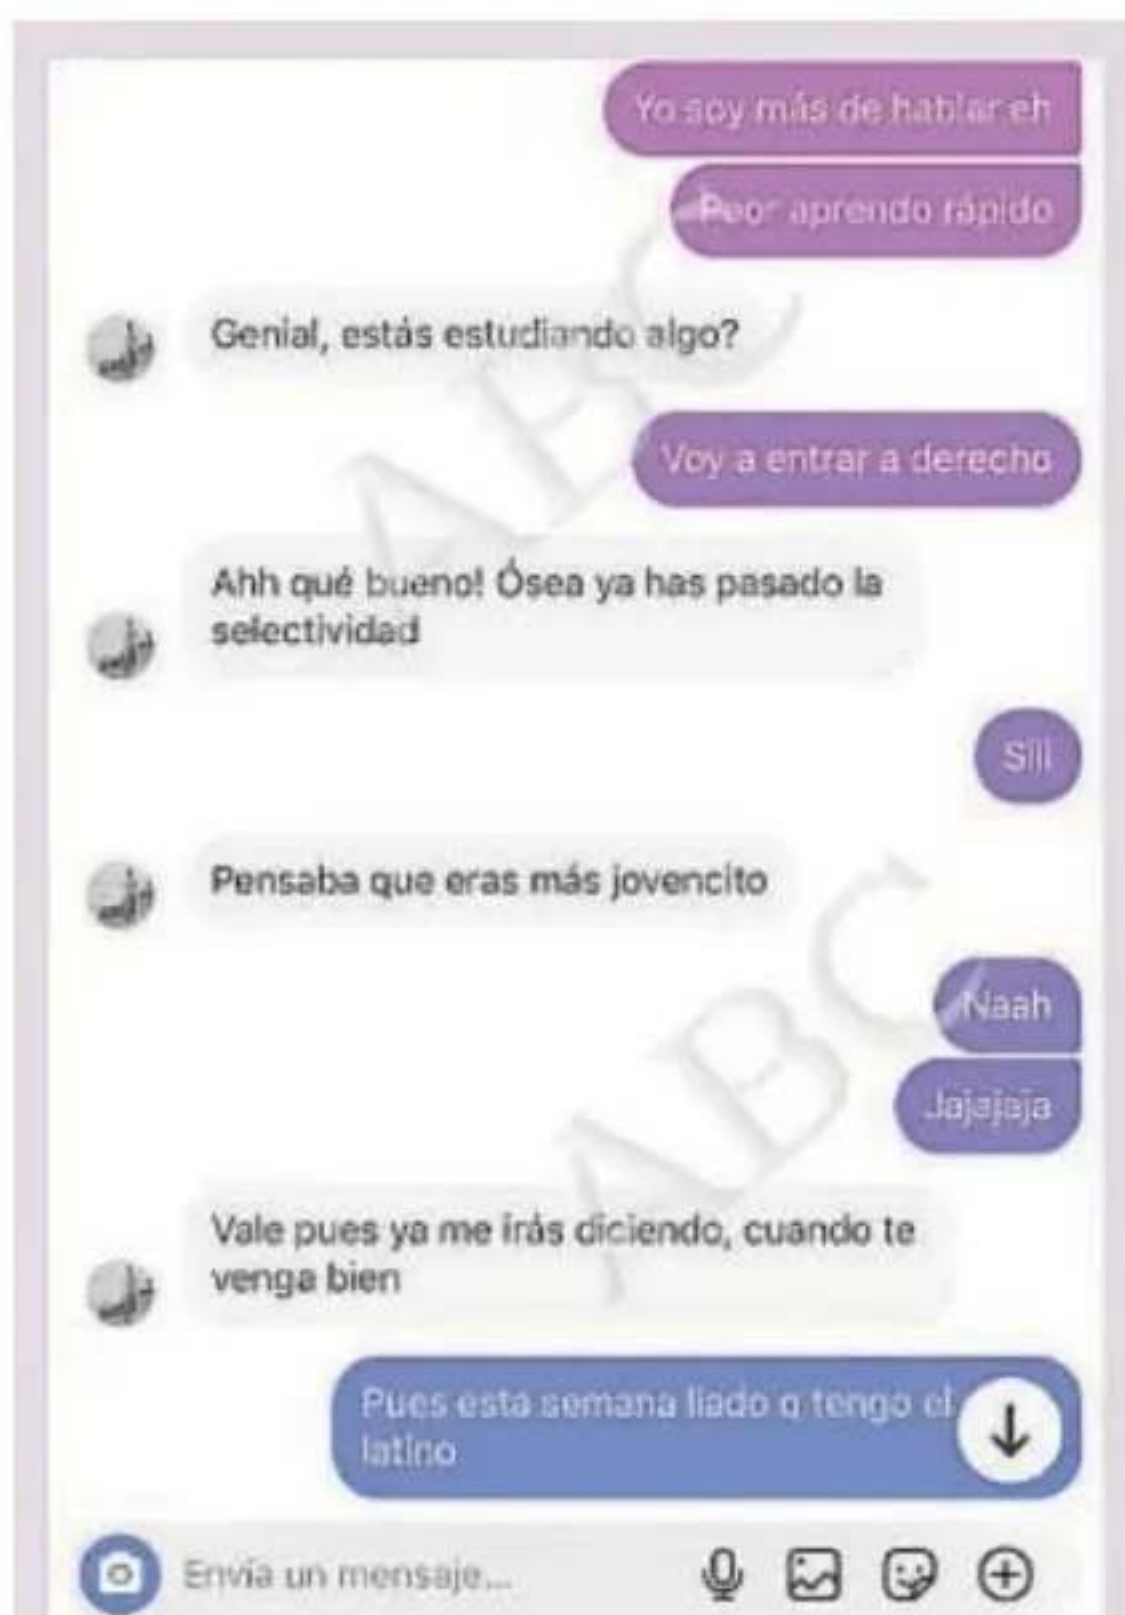 Yo soy más de hablar eh
Peor aprendo rápido
Genial, estás estudiando algo?
Voy a entrar a derecho
Ahh qué bueno! Ósea ya has pasado la
selectividad
Siii
Pensaba que eras más jovencito
Naah
Jajajaja
Vale pues ya me irás diciendo, cuando te
venga bien
Pues esta semana liado q tengo el
latino
Envía un mensaje...
ABC
ABC